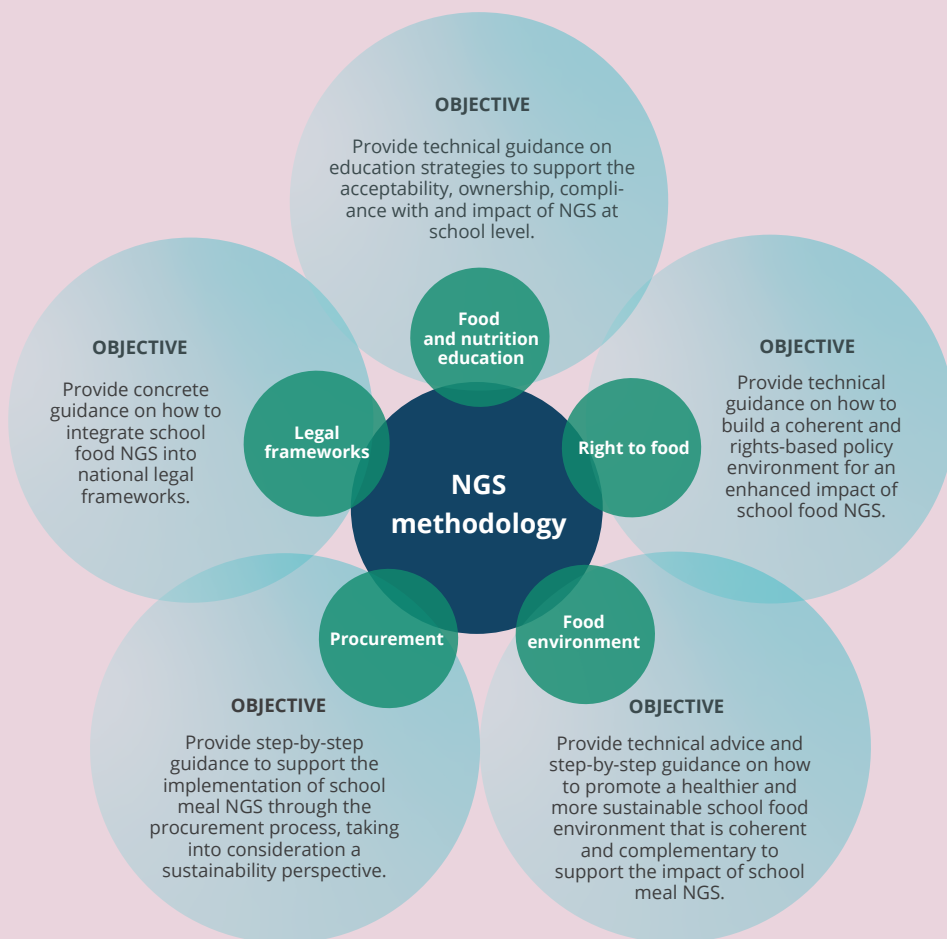 OBJECTIVE
Provide technical guidance on
education strategies to support the
acceptability, ownership, compli-
ance with and impact of NGS at
school level.
Food
and nutrition
education
OBJECTIVE
Provide concrete
guidance on how to
integrate school
food NGS into
national legal
frameworks.
Legal
frameworks
OBJECTIVE
Provide technical
guidance on how to
build a coherent and
rights-based policy
environment for an
enhanced impact of
school food NGS.
Right to food
NGS
methodology
Procurement
OBJECTIVE
Provide step-by-step
guidance to support the
implementation of school
meal NGS through the
procurement process, taking
into consideration a
sustainability perspective.
Food
environment
OBJECTIVE
Provide technical advice and
step-by-step guidance on how
to promote a healthier and
more sustainable school food
environment that is coherent
and complementary to
support the impact of school
meal NGS.